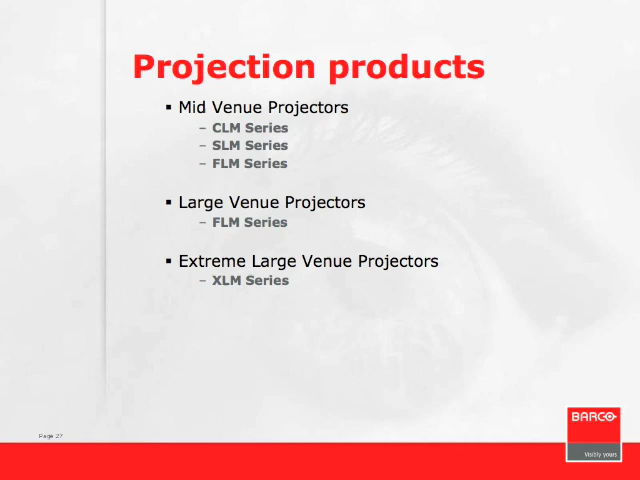 Projection products
▪ Mid Venue Projectors
– CLM Series
– SLM Series
– FLM Series
▪ Large Venue Projectors
– FLM Series
▪ Extreme Large Venue Projectors
– XLM Series
BARCO
Page 27
Visibly yours